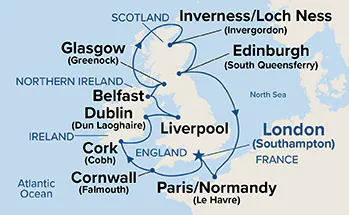 SCOTLAND
Inverness/Loch Ness
(Invergordon)
Glasgow
(Greenock)
Edinburgh
(South Queensferry)
NORTHERN IRELAND
North Sea
Belfast
Dublin
(Dun Laoghaire)
Liverpool
IRELAND
London
(Southampton)
Cork
(Cobh)
ENGLAND
FRANCE
Cornwall
(Falmouth)
Atlantic
Ocean
Paris/Normandy
(Le Havre)